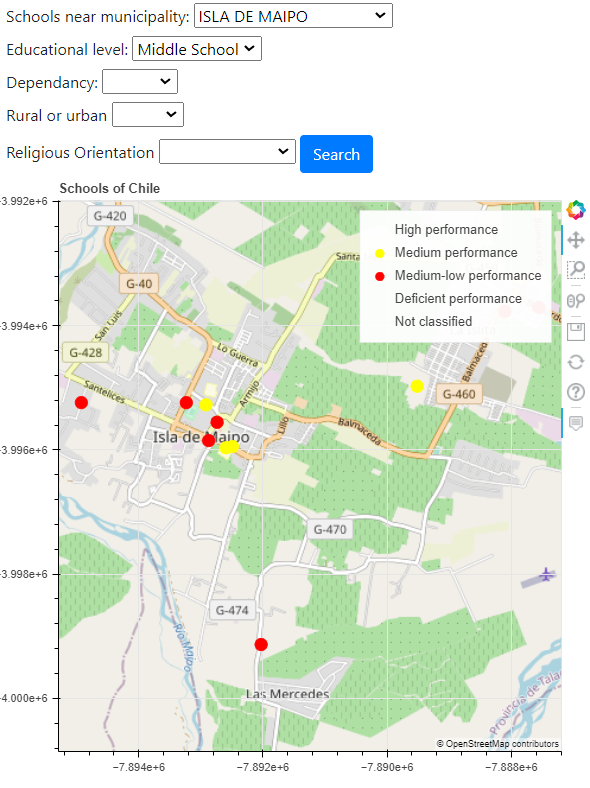 Schools near municipality: ISLA DE MAIPO
Educational level: Middle School
Dependancy:
Rural or urban
Religious Orientation Search
Schools of Chile
-3.992e+6
G-420
High performance
Medium performance
Medium-low performance
Deficient performance
Not classified
Santa
G-40
San Luis
-3.994e+6
G-428
Lo Guerra
Balmaceda
Santelices
Armijo
G-460
Lillo
Balmaceda
Isla de Maipo
-3.996e+6
G-470
-3.998e+6
G-474
Río Maipo
Las Mercedes
-4.000e+6
Provincia de Tala
© OpenStreetMap contributors
-7.894e+6 -7.892e+6 -7.890e+6 -7.888e+6